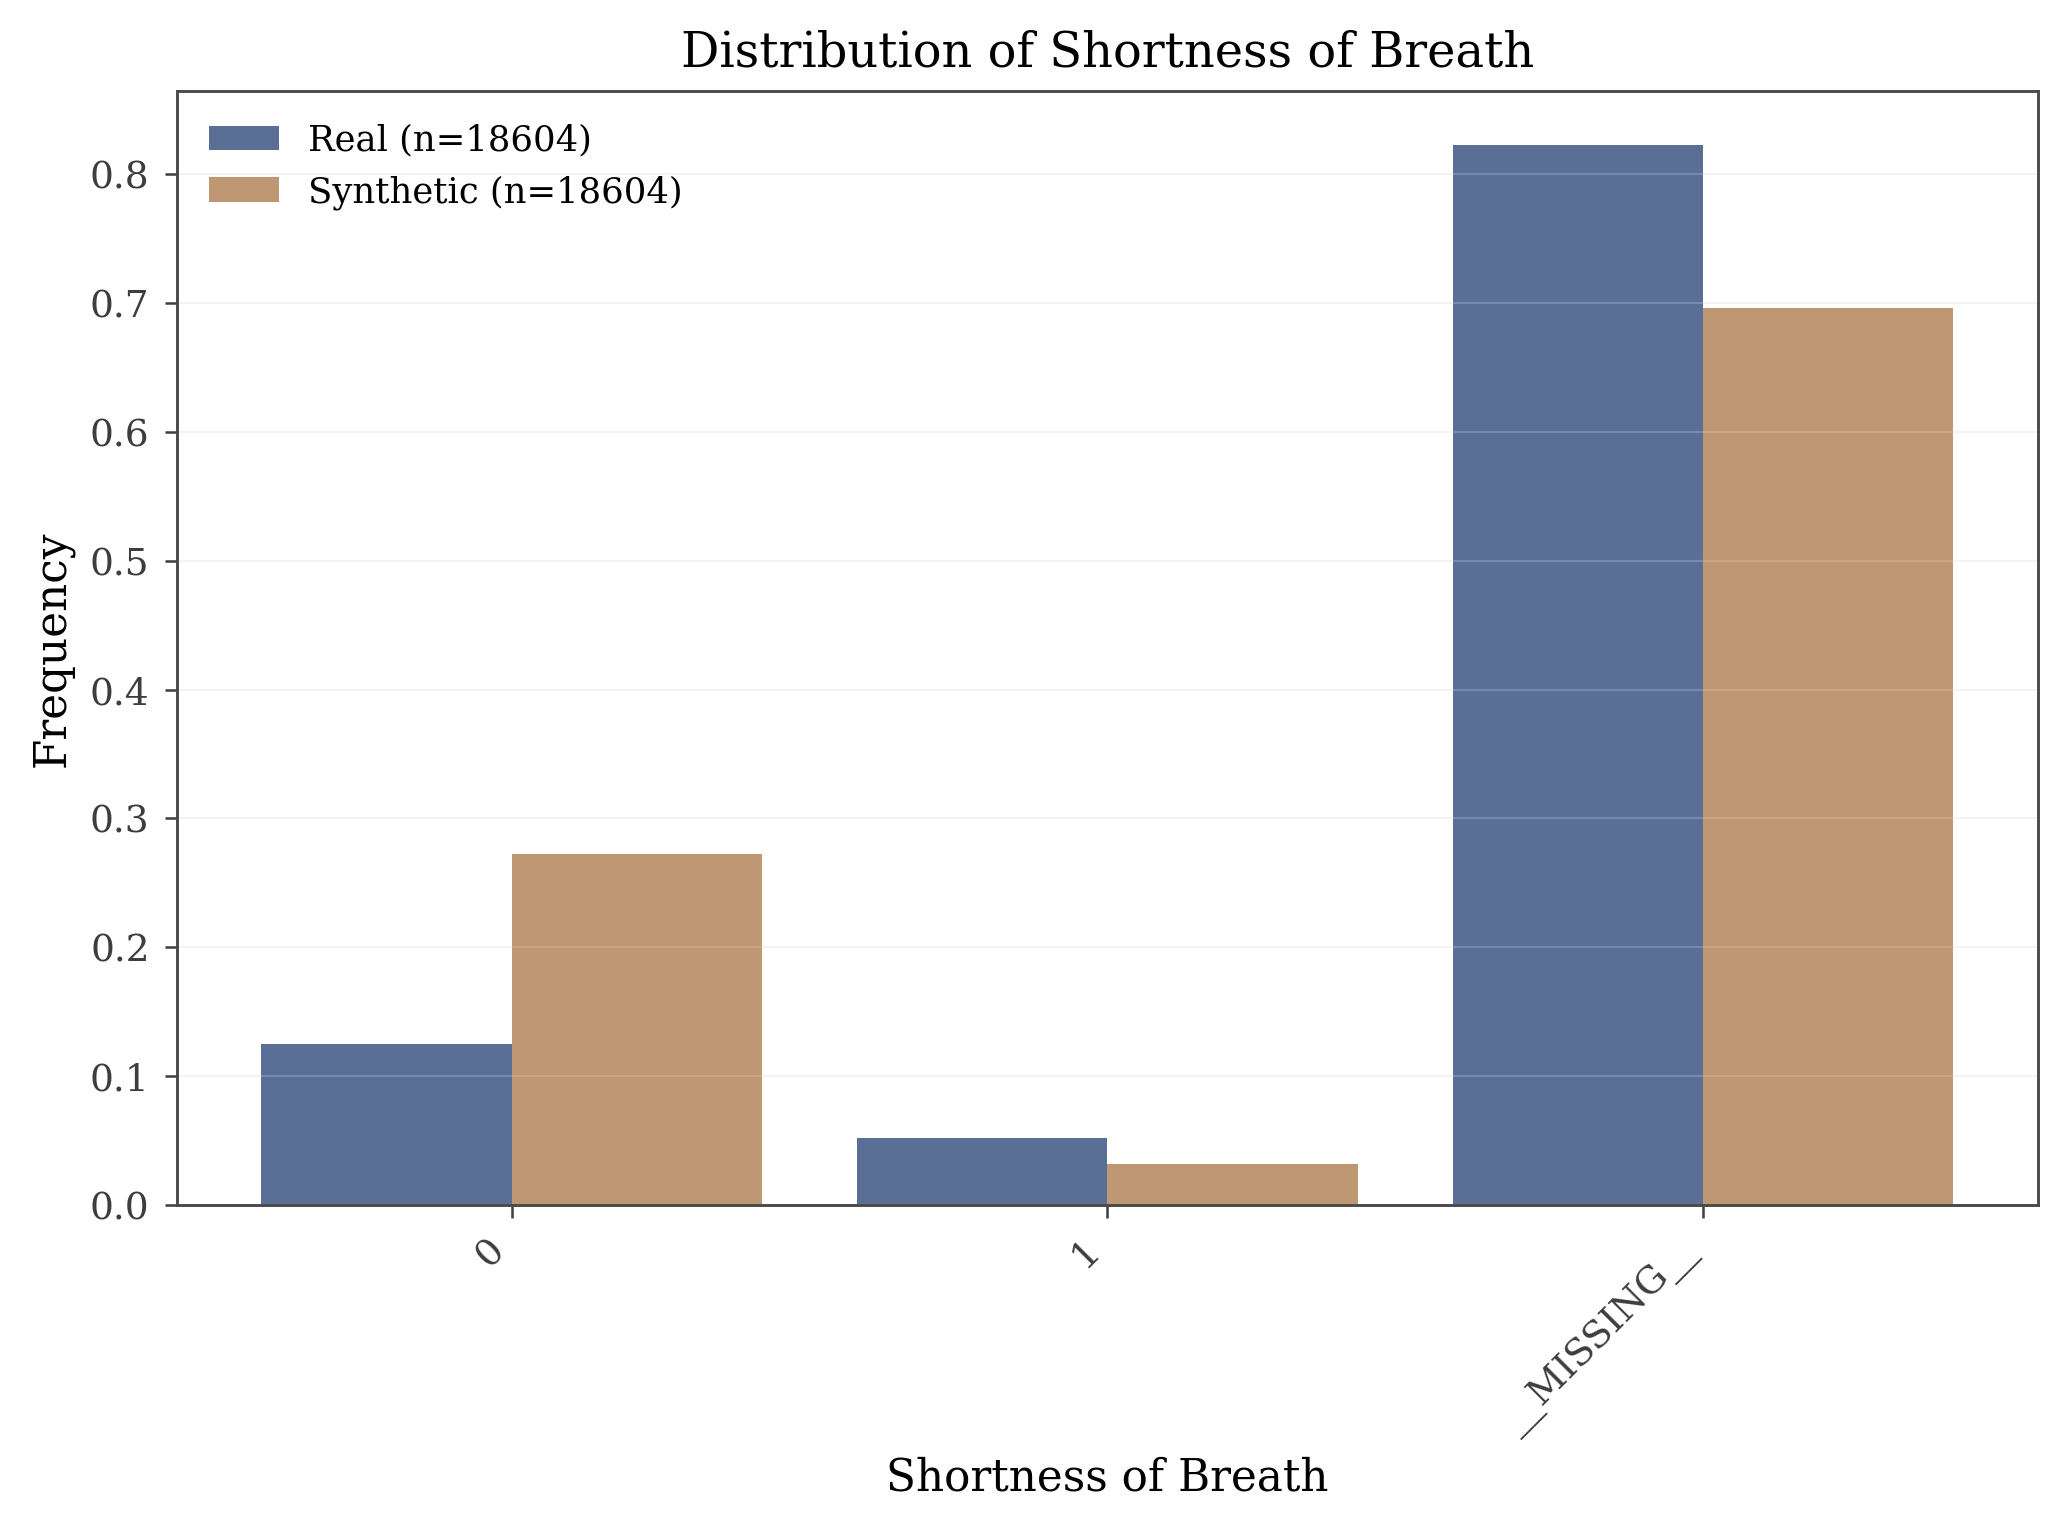 Distribution of Shortness of Breath
Real (n=18604)
Synthetic (n=18604)
0.8
0.7
0.6
0.5
0.4
0.3
0.2
0.1
0.0
Frequency
0
1
__MISSING__
Shortness of Breath